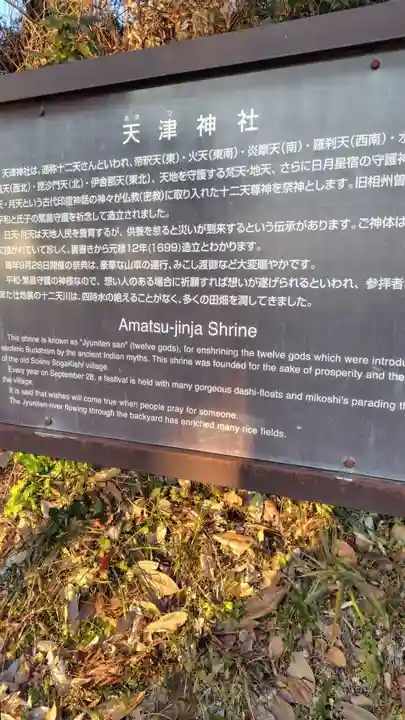 あま つ
天津神社
天津神社は、通称十二天さんといわれ、帝釈天(東)・火天(東南)・炎摩天(南)・羅刹天(西南)・水
天(西北)・毘沙門天(北)・伊舎那天(東北)、天地を守護する梵天・地天、さらに日月星宿の守護神
天・月天という古代印度神話の神々が仏教(密教)に取り入れた十二天尊神を祭神とします。旧相州曽
平和と氏子の繁昌守護を祈念して造立されました。
日天・月天は天地人民を養育するが、供養を怠ると災いが到来するという伝承があります。ご神体は
に描かれていて珍しく、裏書きから元禄12年(1699)造立とわかります。
毎年9月28日開催の祭典は、豪華な山車の運行、みこし渡御など大変賑やかです。
平和・繁昌守護の神様なので、想い人のある場合に祈願すれば想いが遂げられるといわれ、参拝者
また社地裏の十二天川は、四時水の絶えることがなく、多くの田畑を潤してきました。
Amatsu-jinja Shrine
This shrine is known as "Jyuniten san" (twelve gods), for enshrining the twelve gods which were introdu
esoteric Buddhism by the ancient Indian myths. This shrine was founded for the sake of prosperity and the
of the old Sosyu SogaKishi village.
Every year on September 28, a festival is held with many gorgeous dashi-floats and mikoshi's parading th
the village.
It is said that wishes will come true when people pray for someone.
The Jyuniten-river flowing through the backyard has enriched many rice fields.